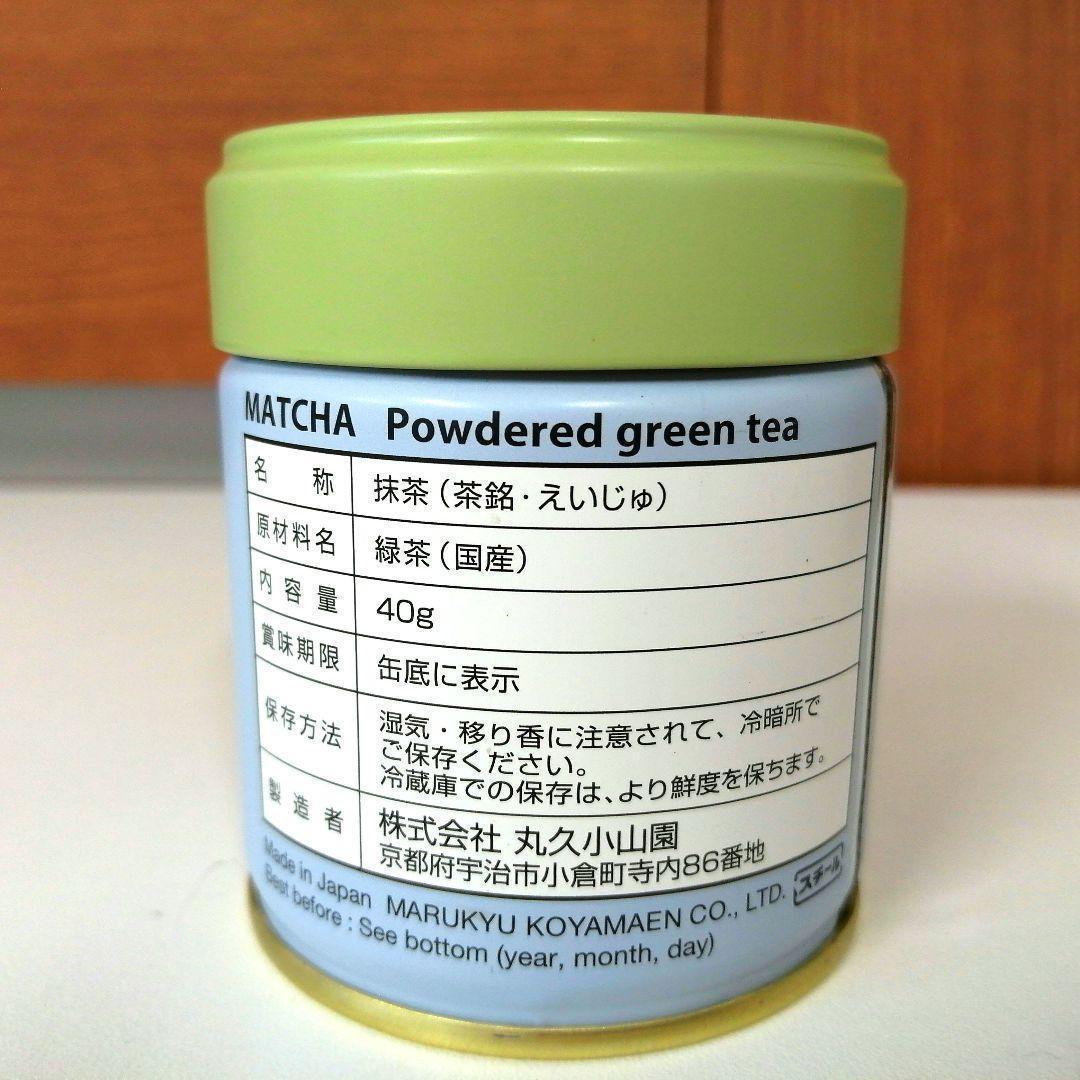 MATCHA Powdered green tea
名称 抹茶（茶銘・えいじゅ）
原材料名 緑茶（国産）
内容量 40g
賞味期限 缶底に表示
保存方法 湿気・移り香に注意されて、冷暗所で
ご保存ください。
冷蔵庫での保存は、より鮮度を保ちます。
製造者 株式会社 丸久小山園
京都府宇治市小倉町寺内86番地
Made in Japan MARUKYU KOYAMAEN CO., LTD. スチール
Best before : See bottom (year, month, day)